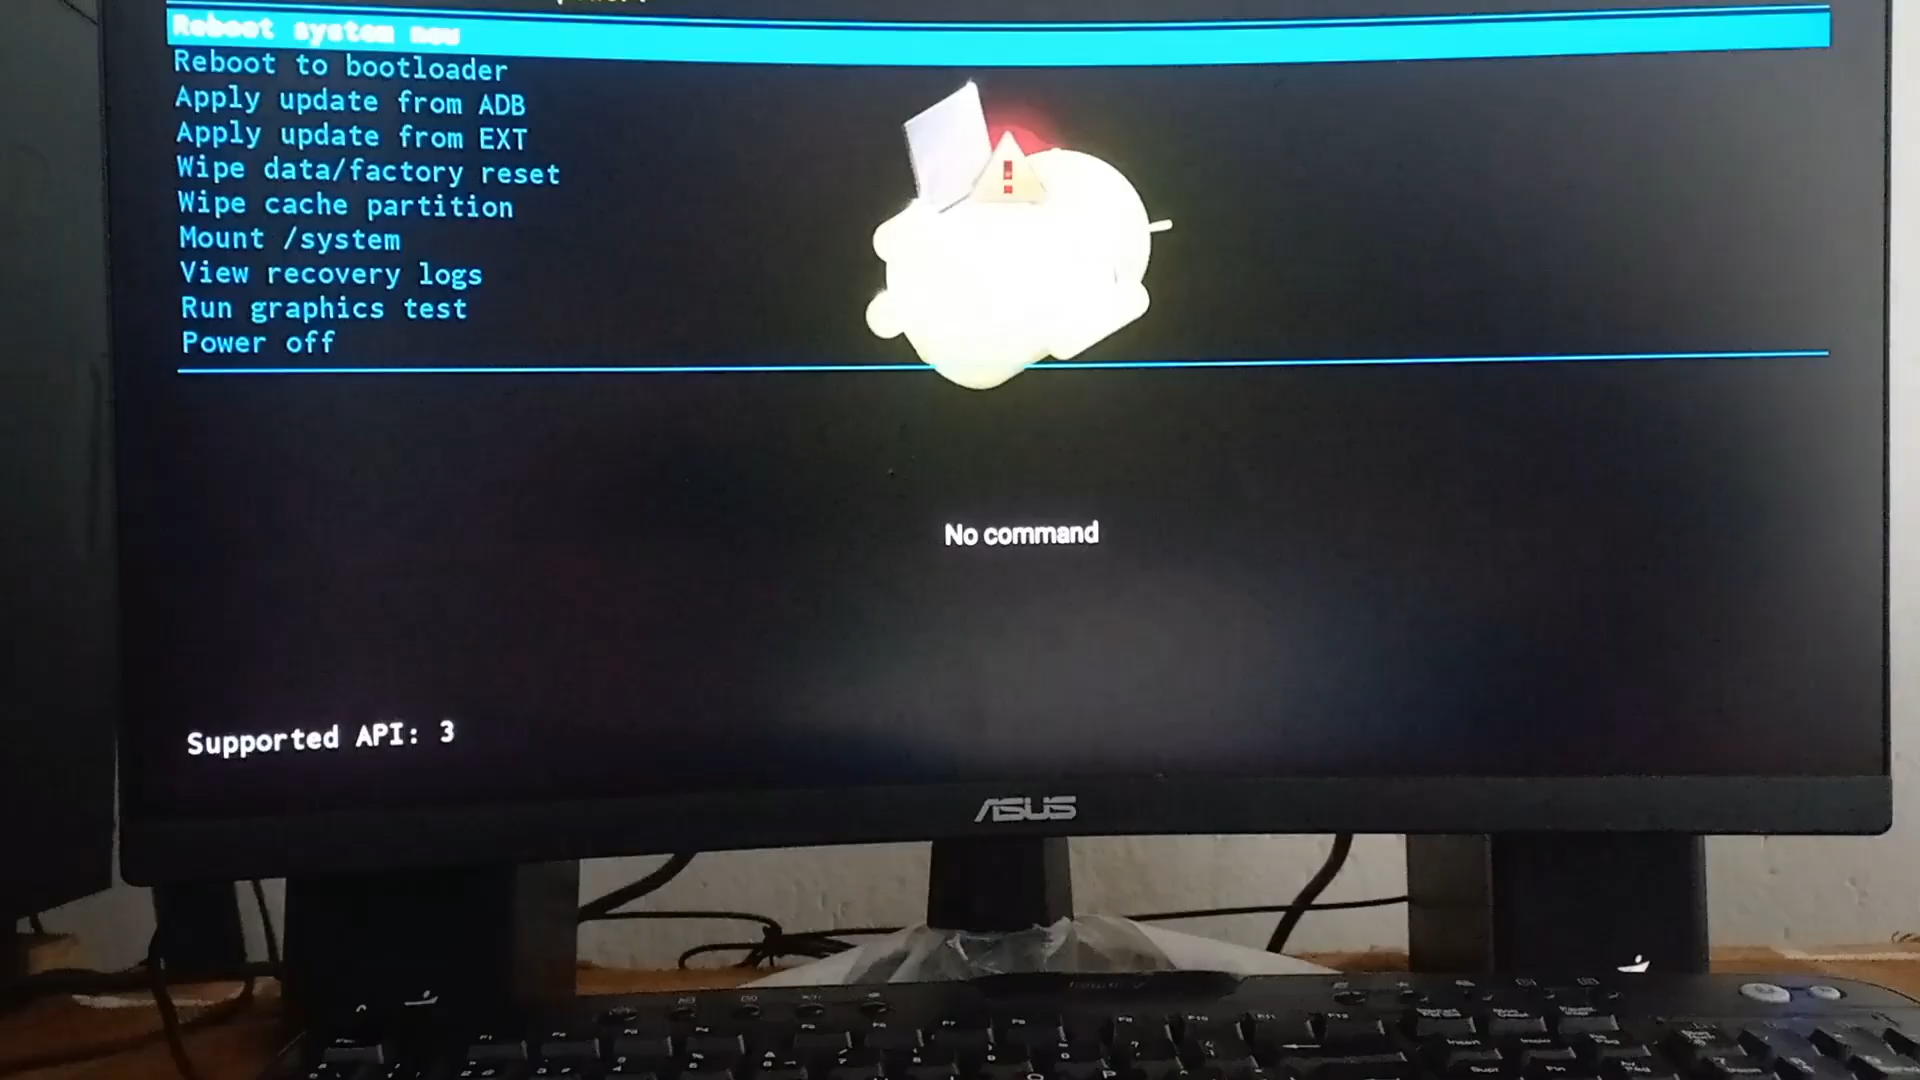 Reboot system now
Reboot to bootloader
Apply update from ADB
Apply update from EXT
Wipe data/factory reset
Wipe cache partition
Mount /system
View recovery logs
Run graphics test
Power off
No command
Supported API: 3
ASUS